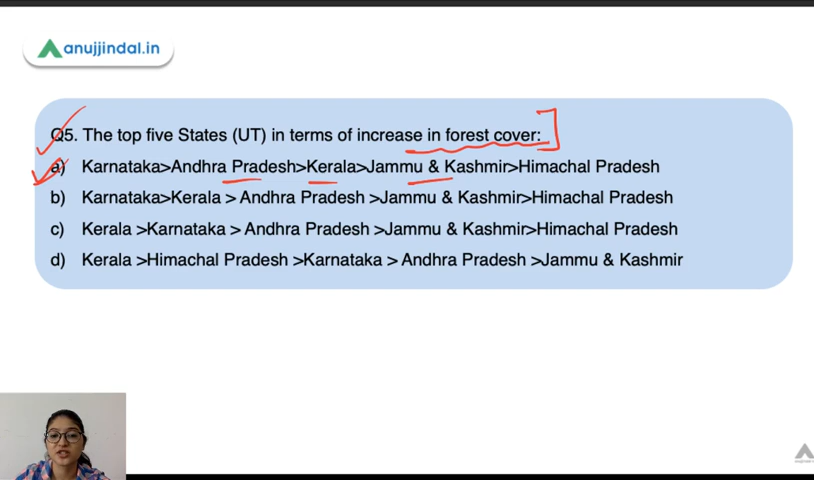 anujjindal.in
Q5. The top five States (UT) in terms of increase in forest cover:
a) Karnataka>Andhra Pradesh>Kerala>Jammu & Kashmir>Himachal Pradesh
b) Karnataka>Kerala > Andhra Pradesh >Jammu & Kashmir>Himachal Pradesh
c) Kerala >Karnataka > Andhra Pradesh >Jammu & Kashmir>Himachal Pradesh
d) Kerala >Himachal Pradesh >Karnataka > Andhra Pradesh >Jammu & Kashmir